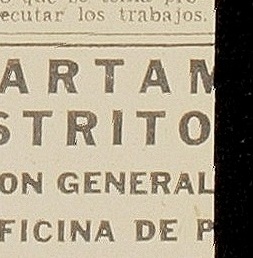 ecutar los trabajos.
ARTAM
STRITO
ON GENERAL
FICINA DE P